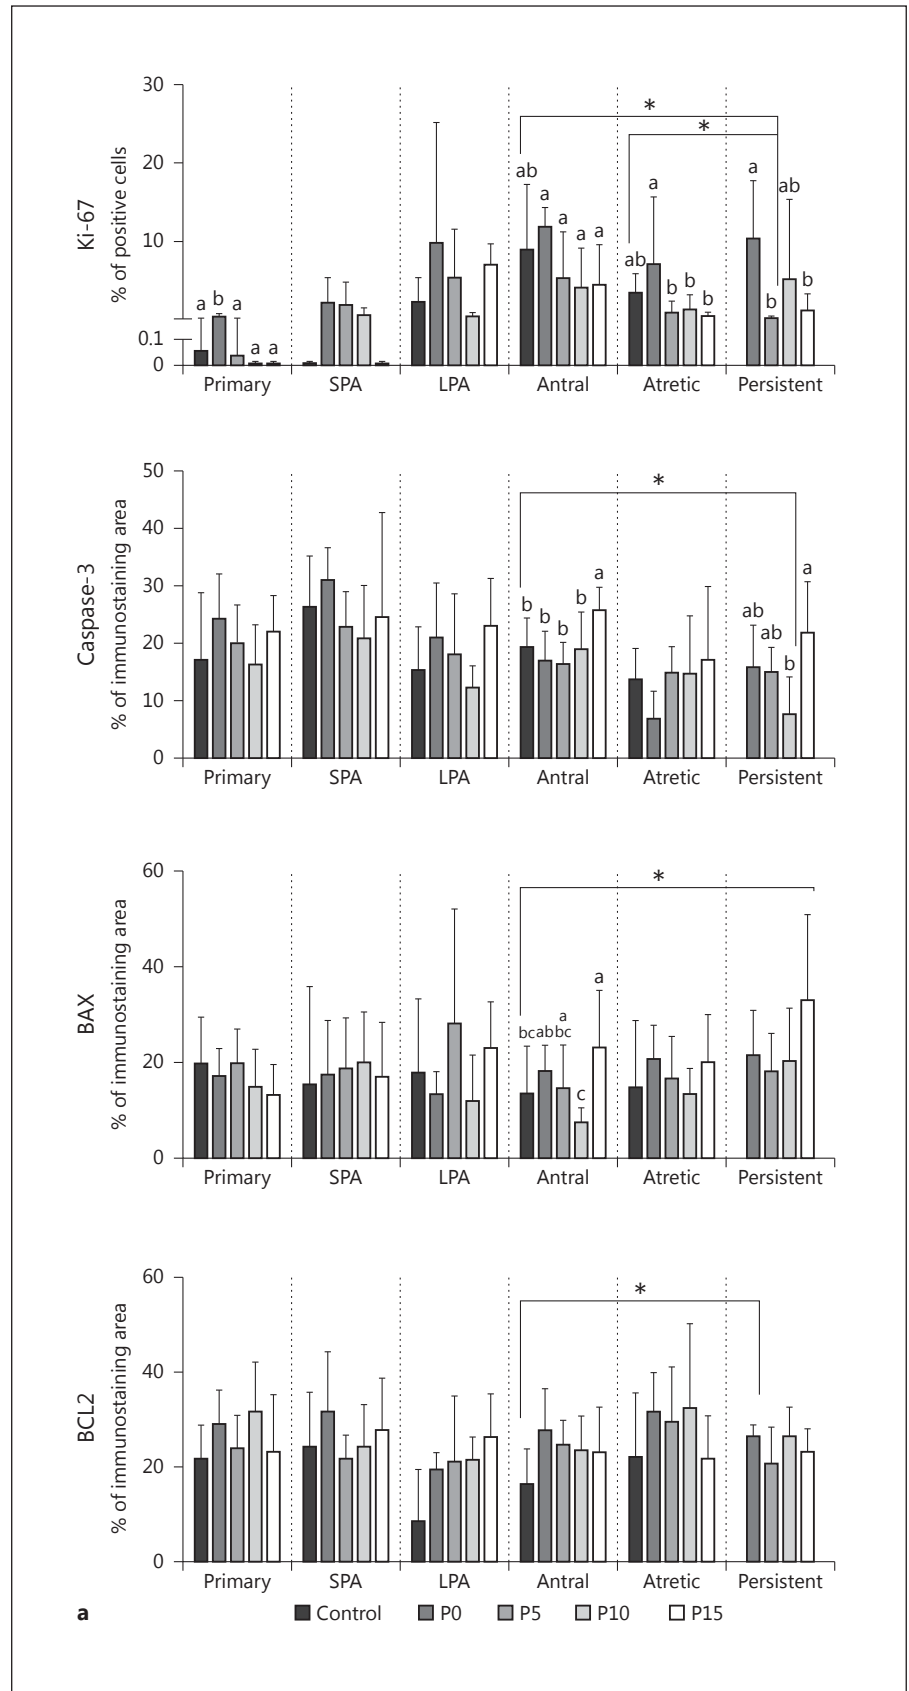 30
20
10
0.1
0
Ki-67
% of positive cells
a b a a a
ab a a a a
ab a b b b
a b ab b
*
*
Primary SPA LPA Antral Atretic Persistent
50
40
30
20
10
0
Caspase-3
% of immunostaining area
*
b b b b a
ab ab b a
Primary SPA LPA Antral Atretic Persistent
60
40
20
0
BAX
% of immunostaining area
*
bc ab a bc c a
Primary SPA LPA Antral Atretic Persistent
60
40
20
0
BCL2
% of immunostaining area
*
Primary SPA LPA Antral Atretic Persistent
a
Control P0 P5 P10 P15